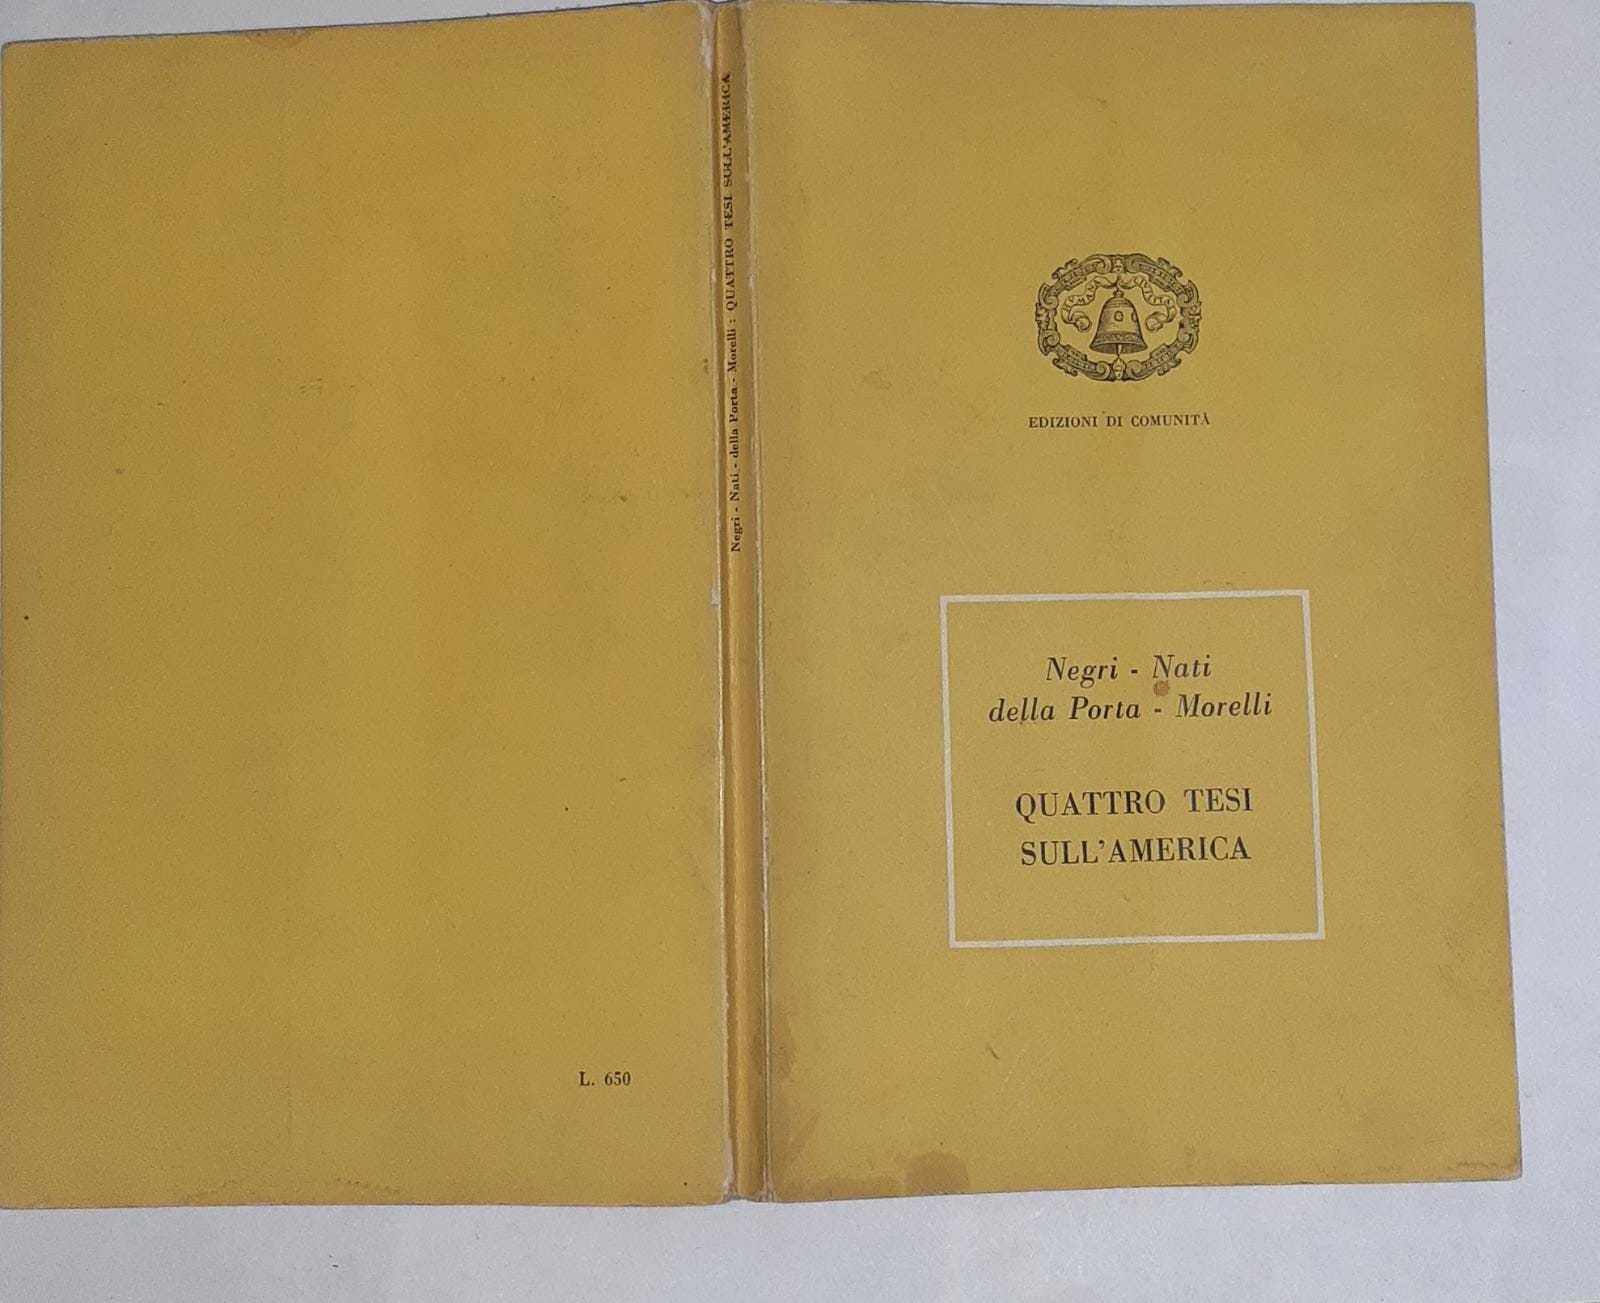 L. 650
Negri - Nati - della Porta - Morelli : QUATTRO TESI SULL'AMERICA
EDIZIONI DI COMUNITÀ
Negri - Nati
della Porta - Morelli
QUATTRO TESI
SULL'AMERICA